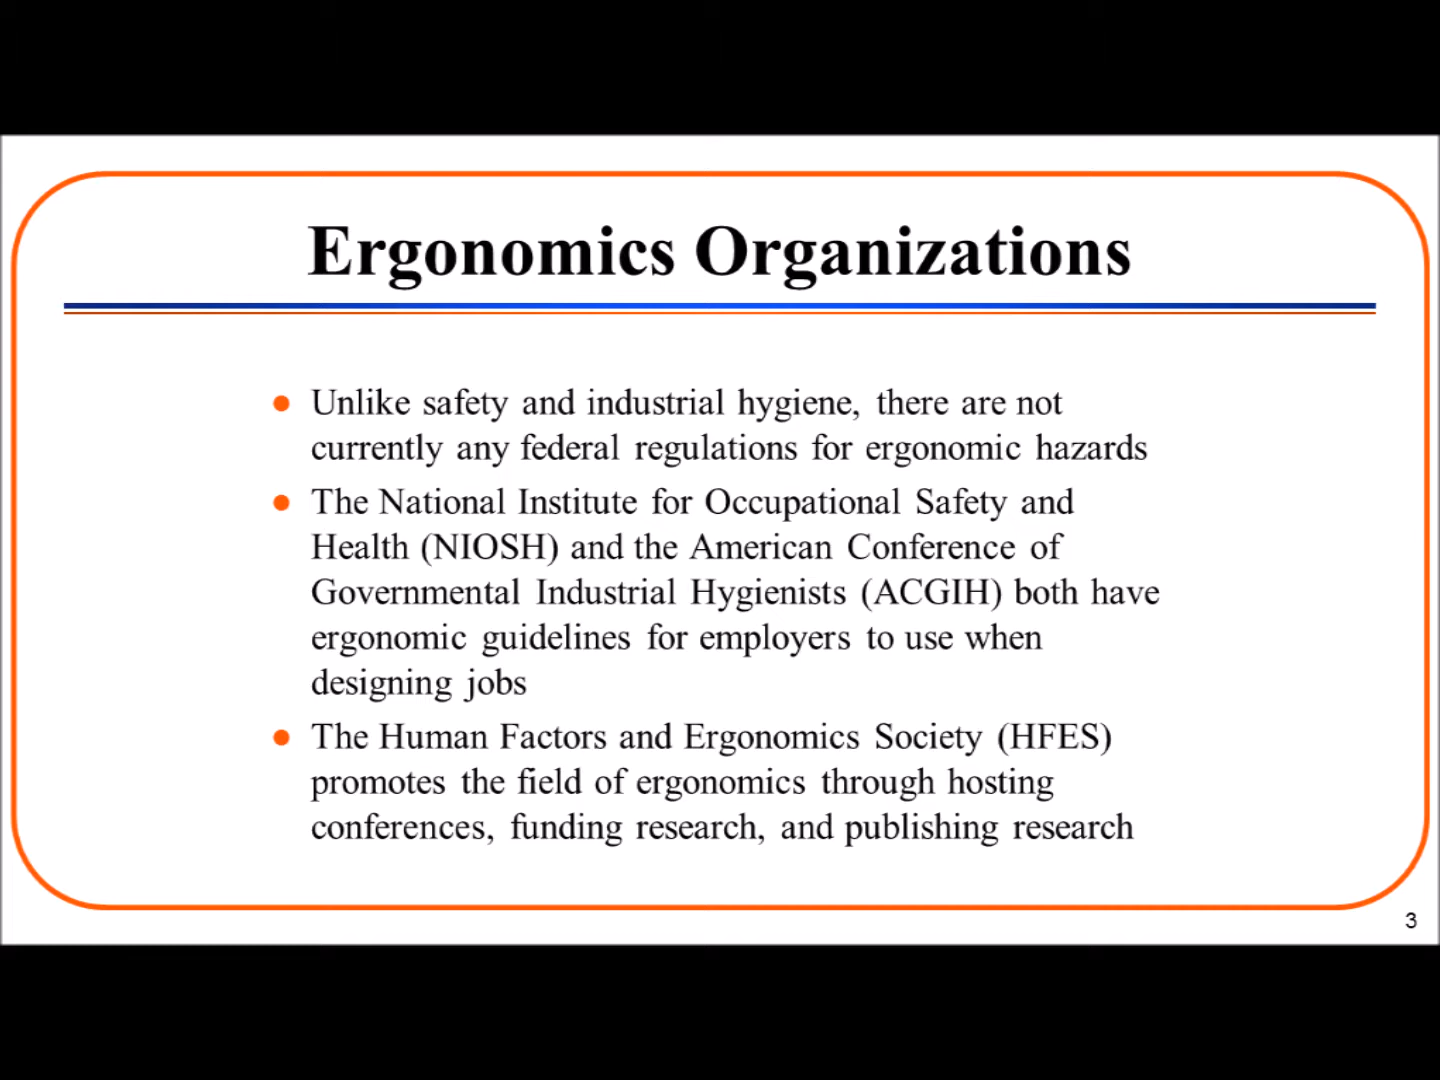 Ergonomics Organizations
Unlike safety and industrial hygiene, there are not
currently any federal regulations for ergonomic hazards
The National Institute for Occupational Safety and
Health (NIOSH) and the American Conference of
Governmental Industrial Hygienists (ACGIH) both have
ergonomic guidelines for employers to use when
designing jobs
The Human Factors and Ergonomics Society (HFES)
promotes the field of ergonomics through hosting
conferences, funding research, and publishing research
3